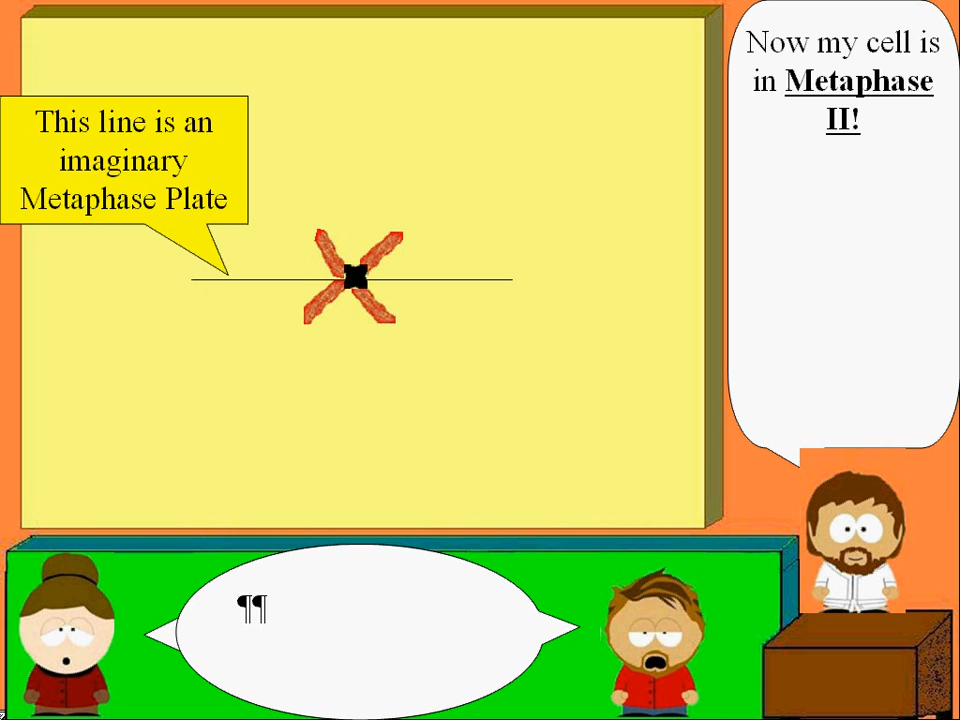 Now my cell is
in Metaphase
II!
This line is an
imaginary
Metaphase Plate
¶¶